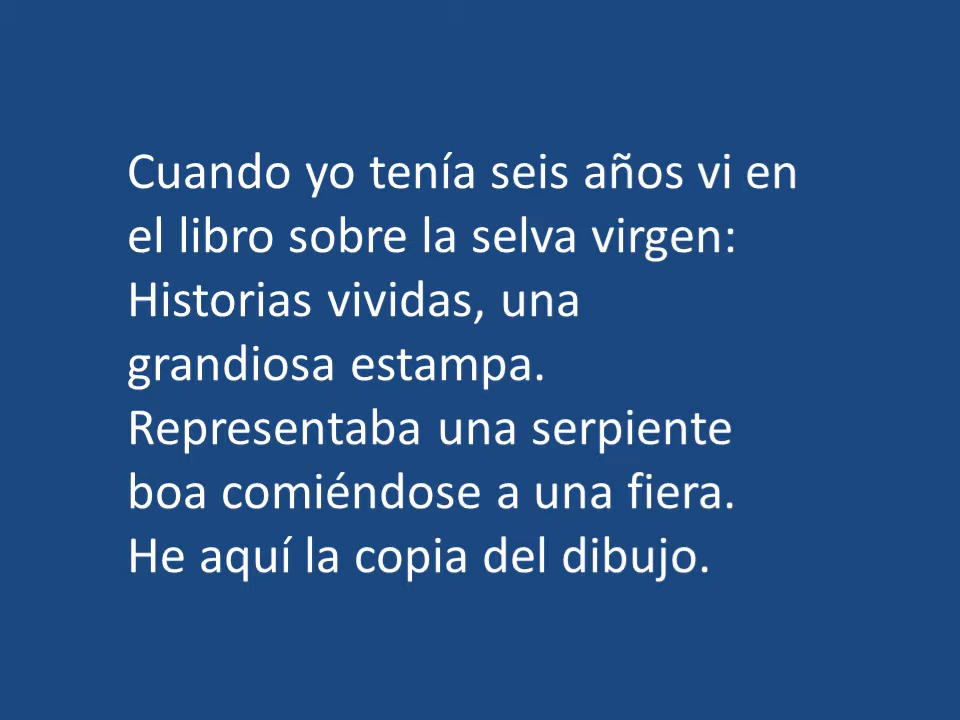 Cuando yo tenía seis años vi en
el libro sobre la selva virgen:
Historias vividas, una
grandiosa estampa.
Representaba una serpiente
boa comiéndose a una fiera.
He aquí la copia del dibujo.